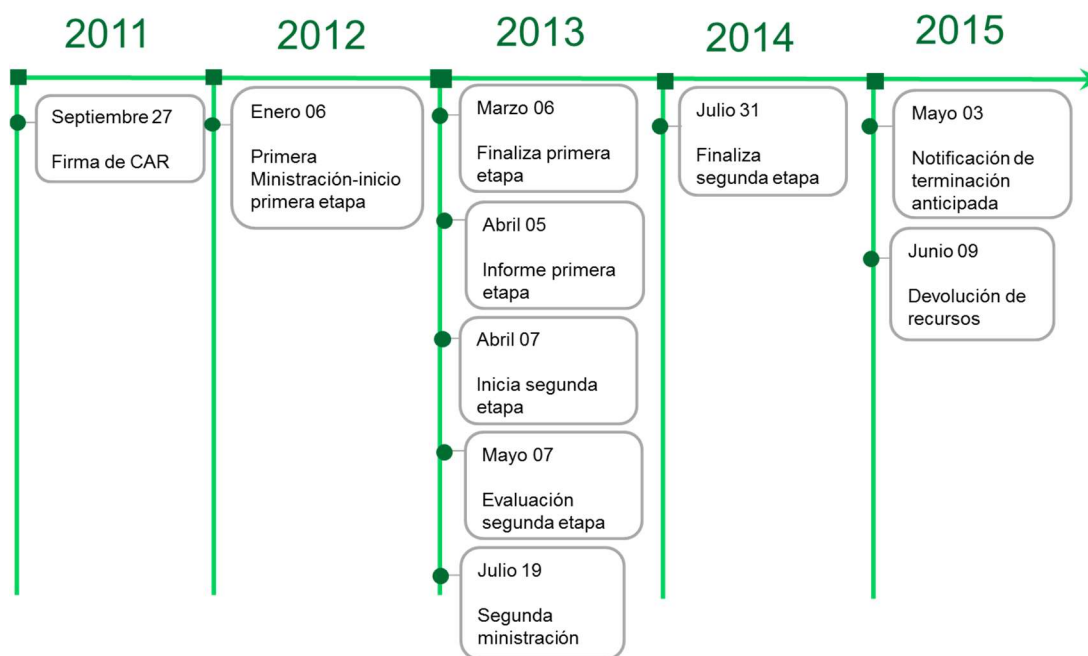 2011
Septiembre 27
Firma de CAR
2012
Enero 06
Primera
Ministración-inicio
primera etapa
2013
Marzo 06
Finaliza primera
etapa
Abril 05
Informe primera
etapa
Abril 07
Inicia segunda
etapa
Mayo 07
Evaluación
segunda etapa
Julio 19
Segunda
ministración
2014
Julio 31
Finaliza
segunda etapa
2015
Mayo 03
Notificación de
terminación
anticipada
Junio 09
Devolución de
recursos